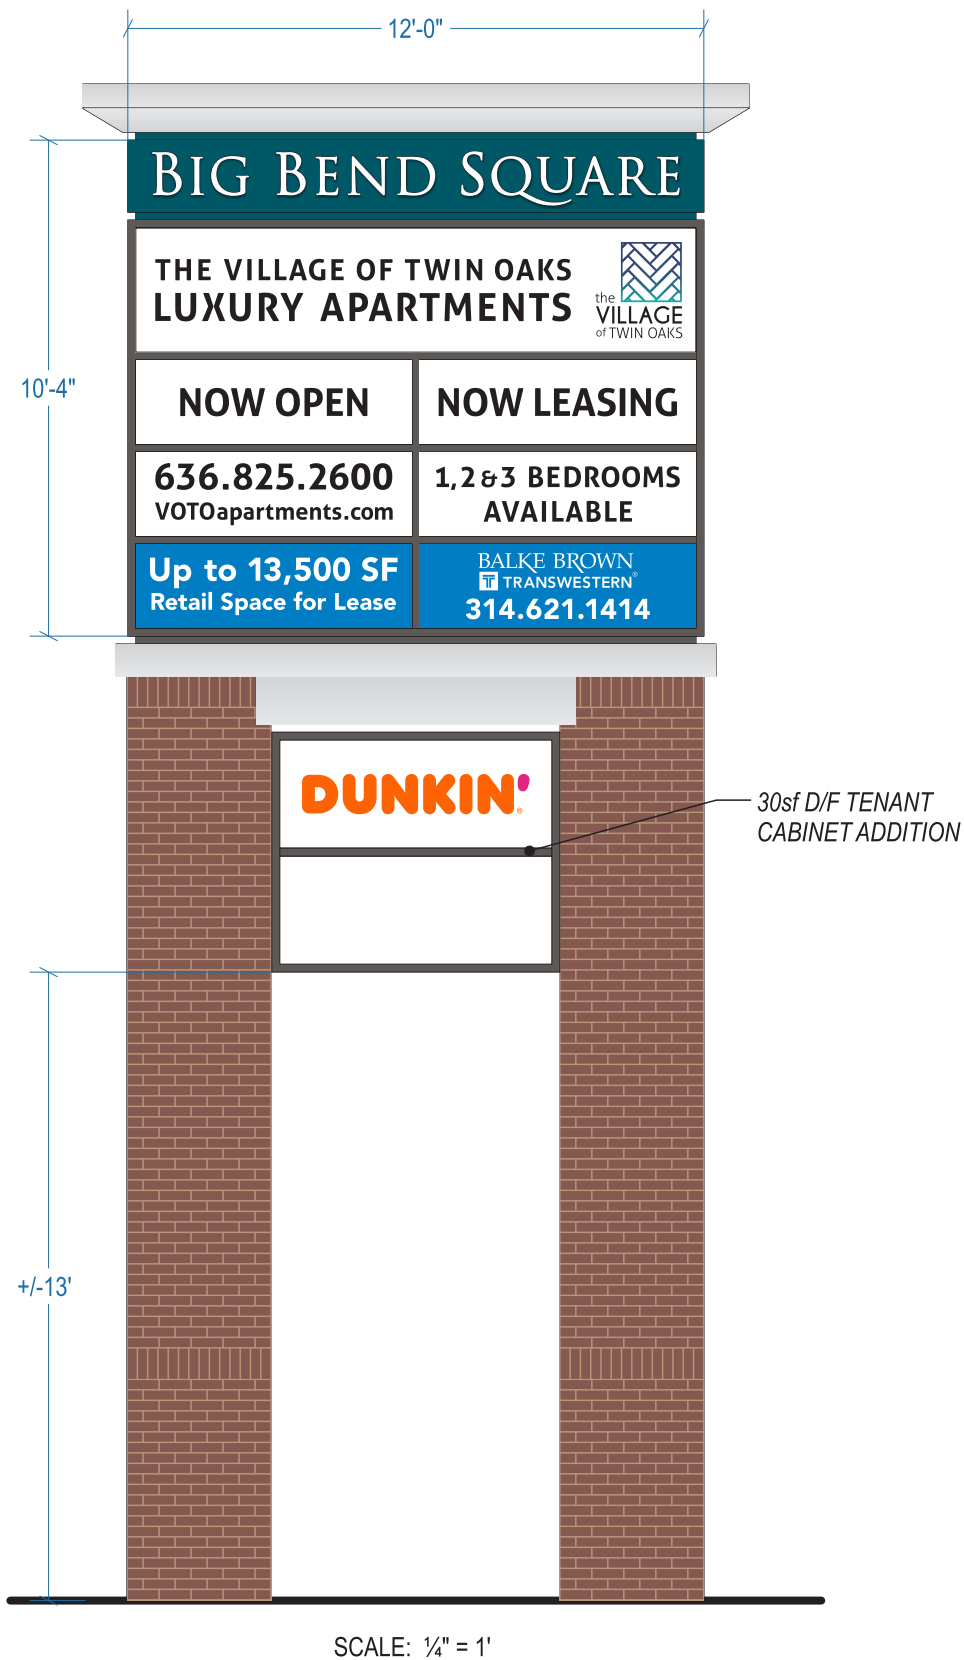 12'-0"
BIG BEND SQUARE
THE VILLAGE OF TWIN OAKS
LUXURY APARTMENTS
the
VILLAGE
of TWIN OAKS
10'-4"
NOW OPEN
NOW LEASING
636.825.2600
VOTOapartments.com
1,2&3 BEDROOMS
AVAILABLE
Up to 13,500 SF
Retail Space for Lease
BALKE BROWN
TRANSWESTERN®
314.621.1414
DUNKIN'®
30sf D/F TENANT
CABINET ADDITION
+/-13'
SCALE: ¼" = 1'